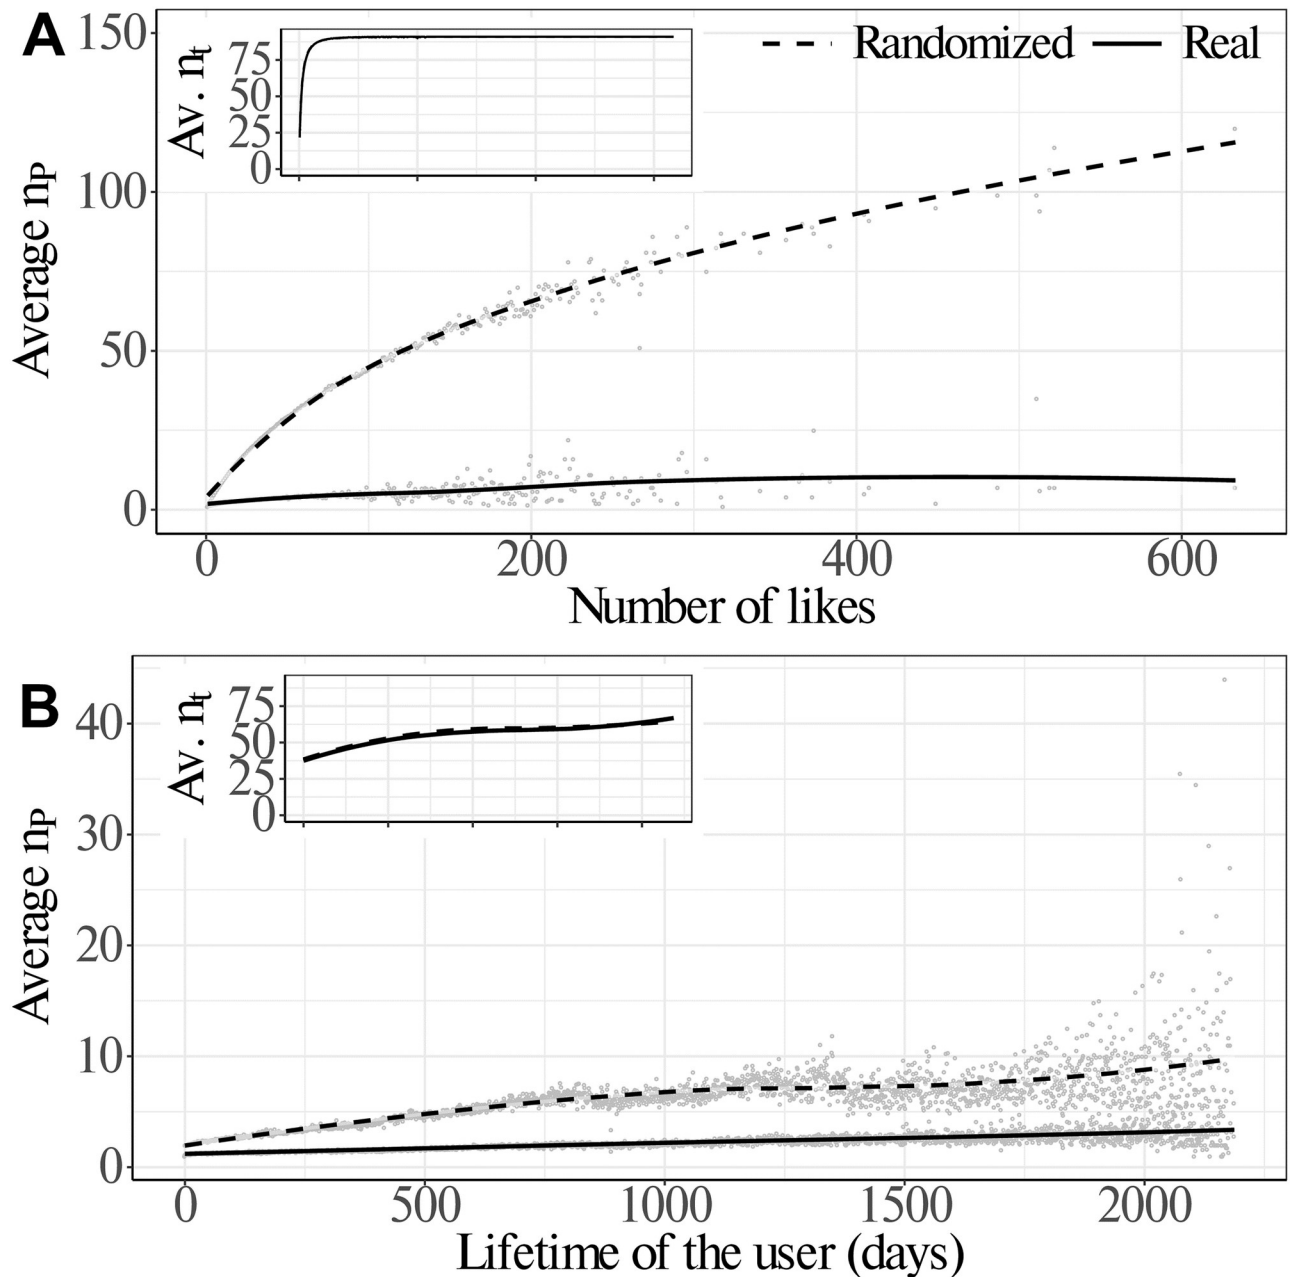 A
150
100
50
0
Average nP
Av. nt
75
50
25
0
Randomized Real
0 200 400 600
Number of likes
B
40
30
20
10
0
Average nP
Av. nt
75
50
25
0
0 500 1000 1500 2000
Lifetime of the user (days)